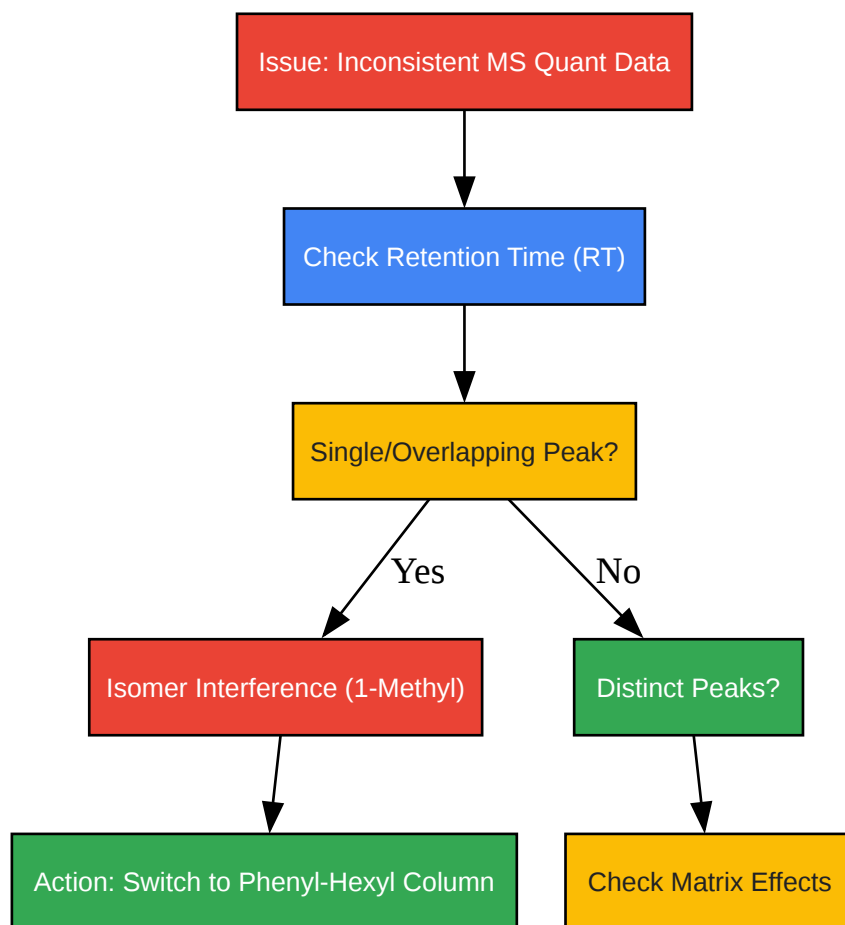 Issue: Inconsistent MS Quant Data
Check Retention Time (RT)
Single/Overlapping Peak?
Yes
No
Isomer Interference (1-Methyl)
Distinct Peaks?
Action: Switch to Phenyl-Hexyl Column
Check Matrix Effects